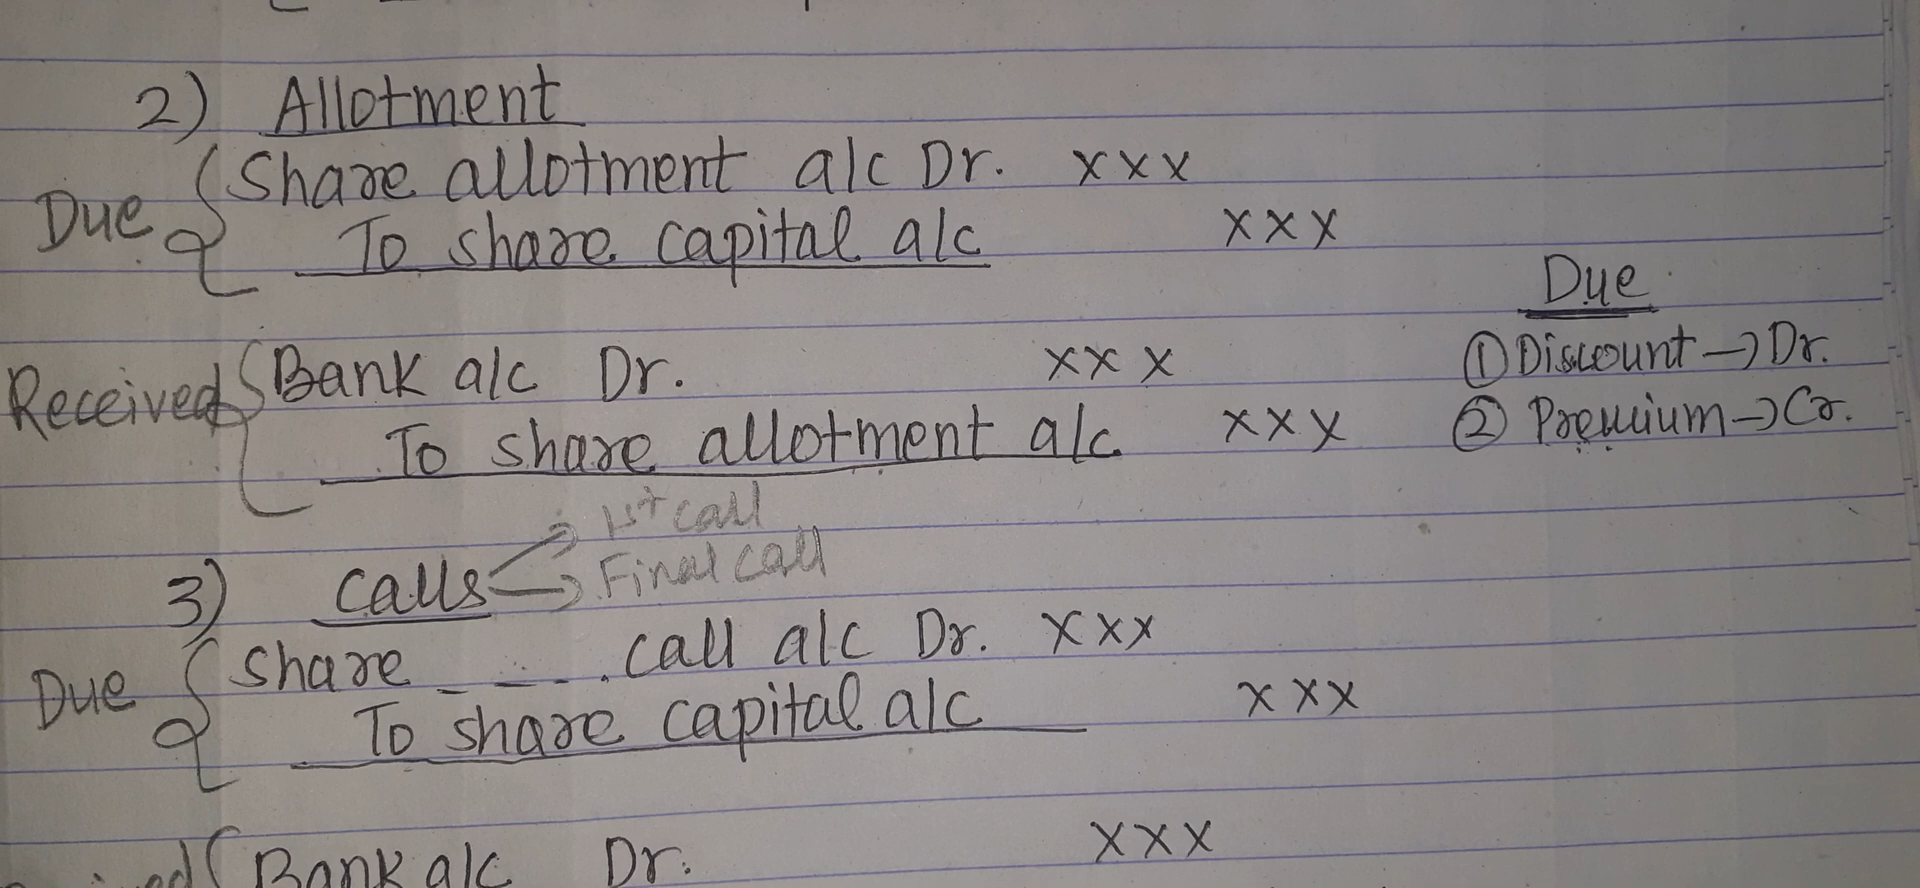 2) Allotment
Due { Share allotment a/c Dr. xxx
To share capital a/c xxx
Due
Received { Bank a/c Dr. xxx
① Discount → Dr.
To share allotment a/c xxx
② Premium → Cr.
1st call
3) calls
Final call
Due { Share _ _ . . . call a/c Dr. xxx
To share capital a/c xxx
Bank a/c Dr. xxx